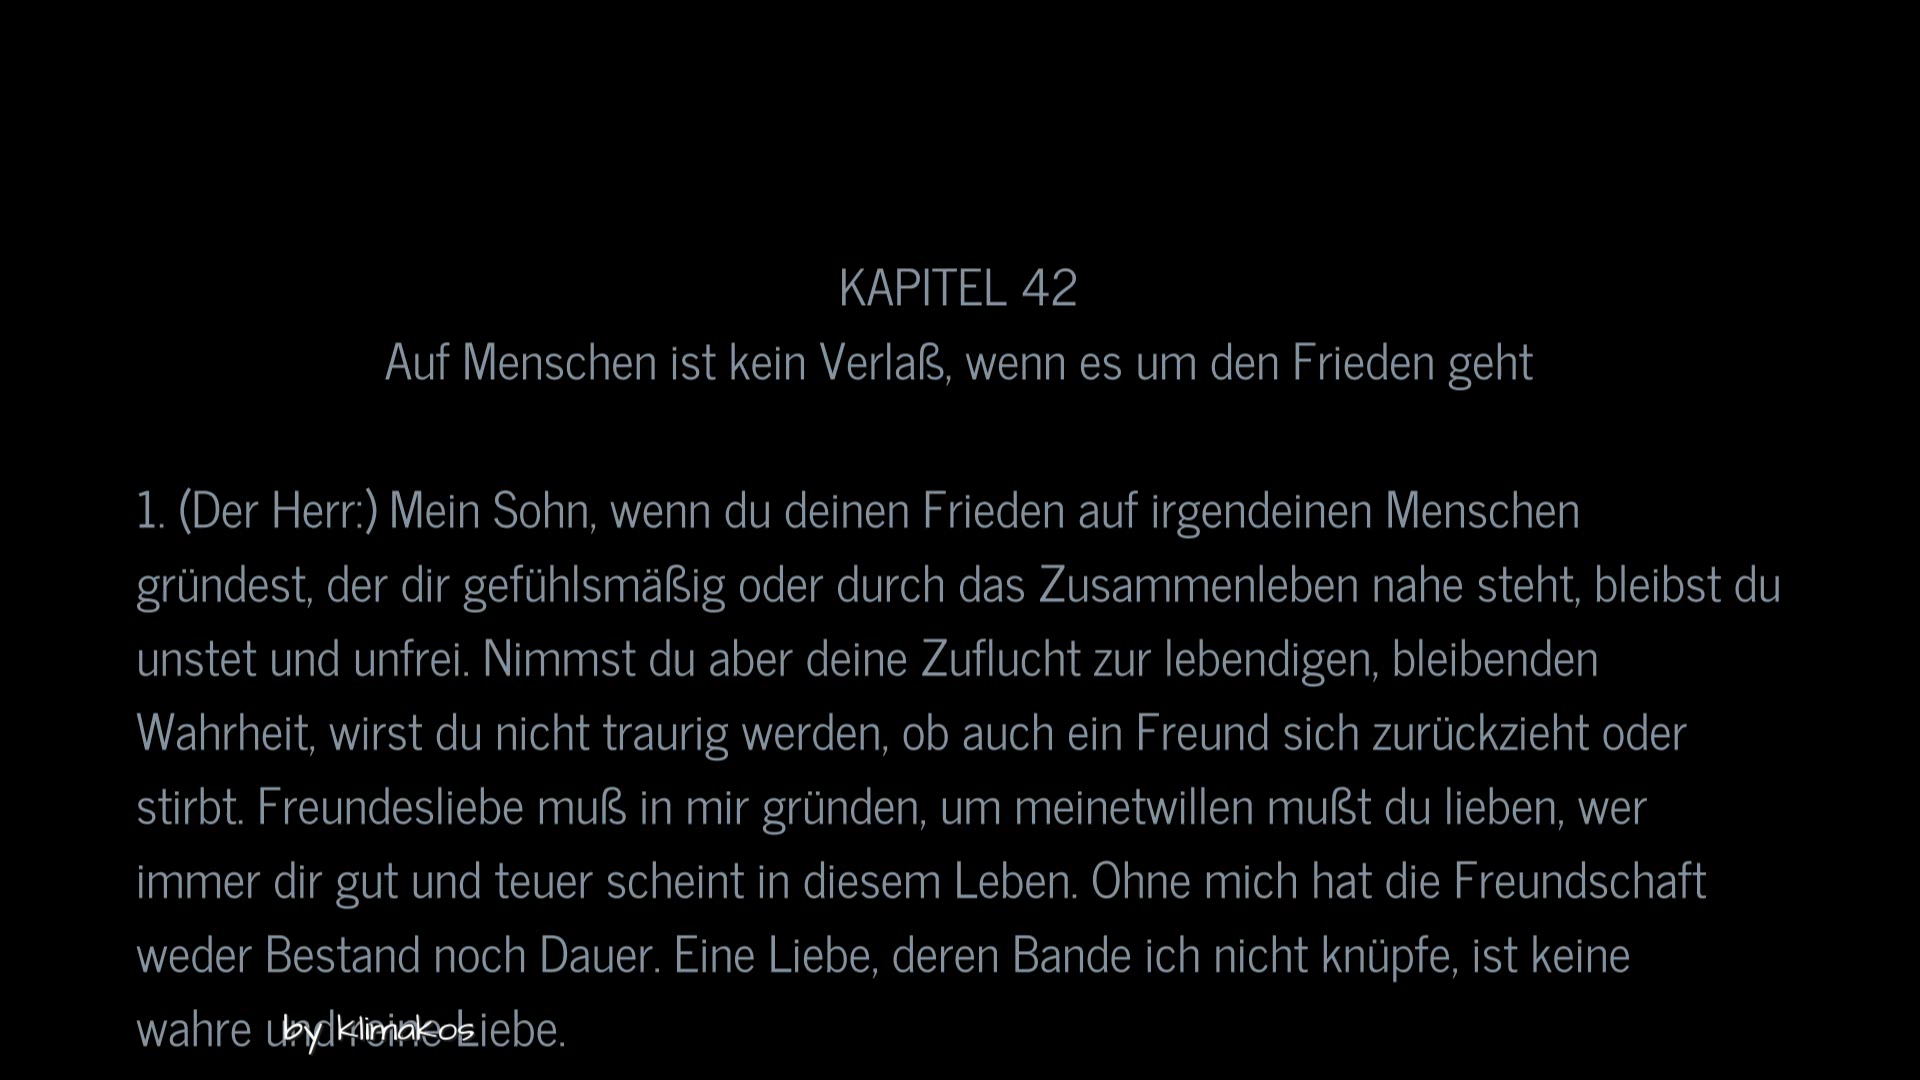 KAPITEL 42
Auf Menschen ist kein Verlaß, wenn es um den Frieden geht
1. (Der Herr:) Mein Sohn, wenn du deinen Frieden auf irgendeinen Menschen
gründest, der dir gefühlsmäßig oder durch das Zusammenleben nahe steht, bleibst du
unstet und unfrei. Nimmst du aber deine Zuflucht zur lebendigen, bleibenden
Wahrheit, wirst du nicht traurig werden, ob auch ein Freund sich zurückzieht oder
stirbt. Freundesliebe muß in mir gründen, um meinetwillen mußt du lieben, wer
immer dir gut und teuer scheint in diesem Leben. Ohne mich hat die Freundschaft
weder Bestand noch Dauer. Eine Liebe, deren Bande ich nicht knüpfe, ist keine
wahre und reine Liebe.
by klimakos